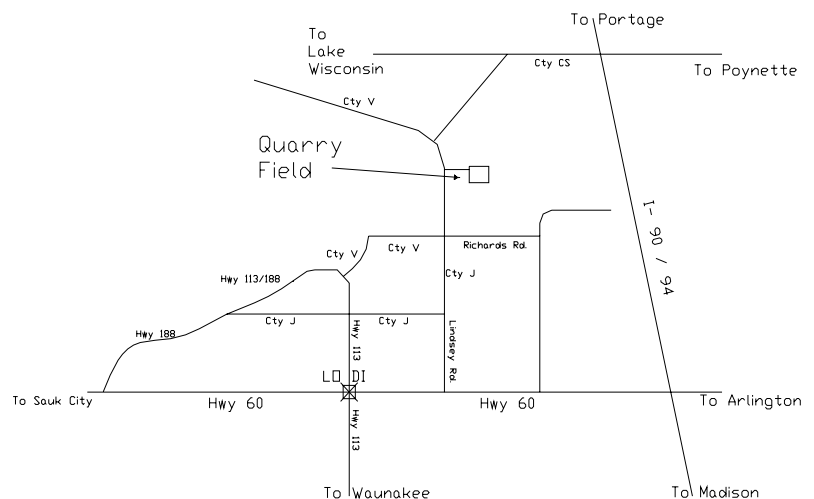 To Portage
To
Lake
Wisconsin
Cty CS
To Poynette
Cty V
Quarry
Field
I- 90 / 94
Cty V
Cty V
Richards Rd.
Hwy 113/188
Cty J
Cty J
Cty J
Hwy 113
Lindsey Rd.
Hwy 188
LODI
To Sauk City
Hwy 60
Hwy 60
To Arlington
Hwy 113
To Waunakee
To Madison